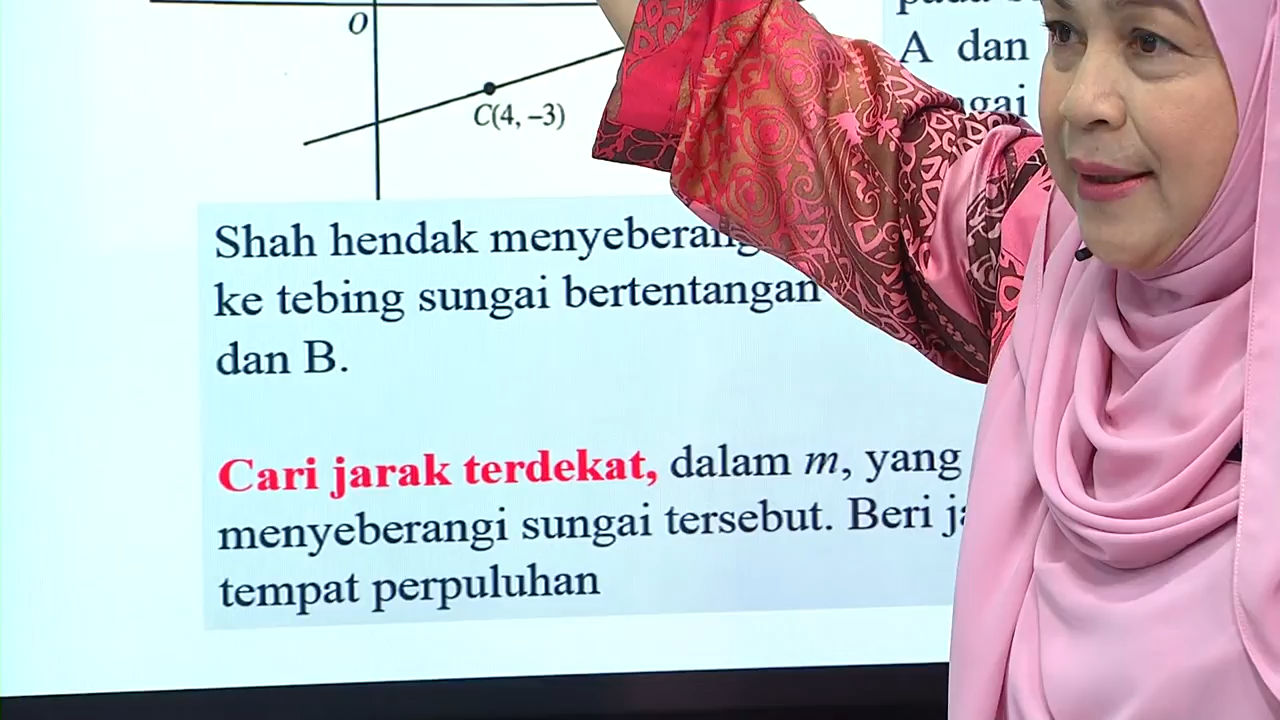 O
C(4, –3)
A dan
Shah hendak menyeberang
ke tebing sungai bertentangan
dan B.
Cari jarak terdekat, dalam m, yang
menyeberangi sungai tersebut. Beri
tempat perpuluhan